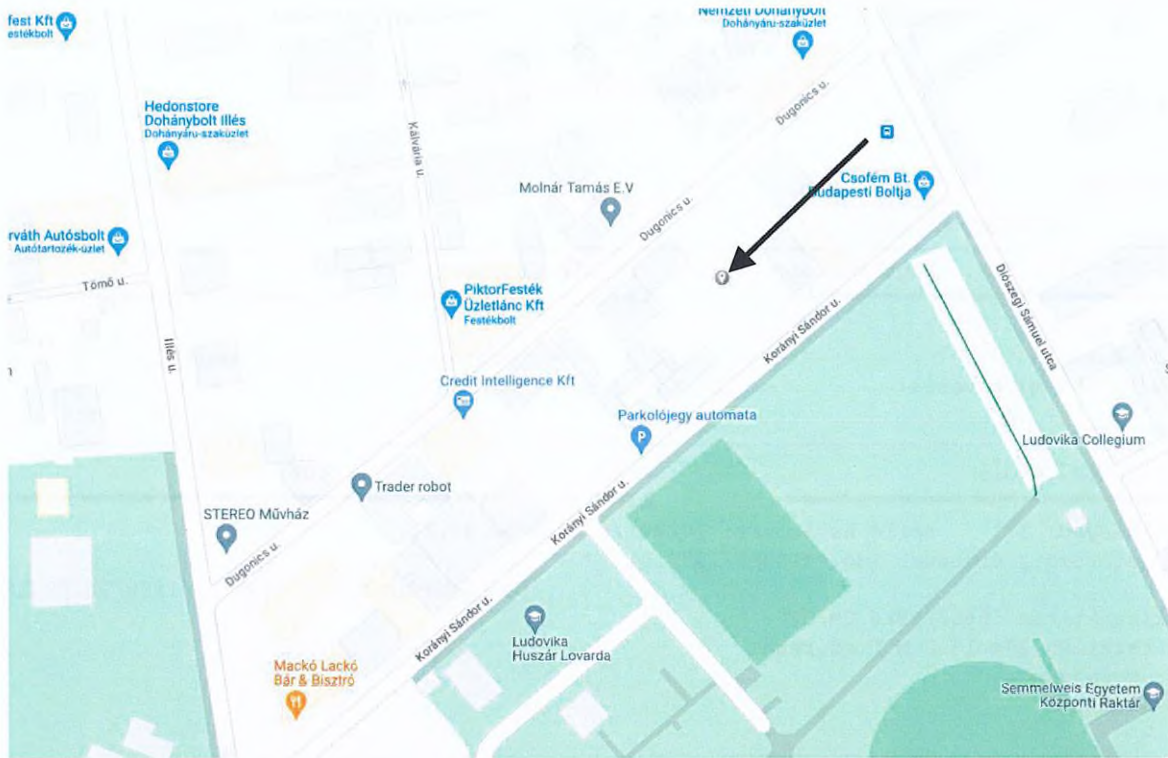 fest Kft
estékbolt
Nemzeti Dohánybolt
Dohányáru-szaküzlet
Hedonstore
Dohánybolt Illés
Dohányáru-szaküzlet
Kálvária u.
Dugonics u.
Molnár Tamás E.V
Csofém Bt.
Budapesti Boltja
rváth Autósbolt
Autótartozék-üzlet
Tömő u.
Dugonics u.
PiktorFesték
Üzletlánc Kft
Festékbolt
Korányi Sándor u.
Diószegi Sámuel utca
Illés u.
Credit Intelligence Kft
Parkolójegy automata
P
Ludovika Collegium
Trader robot
STEREO Művház
Korányi Sándor u.
Dugonics u.
Korányi Sándor u.
Ludovika
Huszár Lovarda
Mackó Lackó
Bár & Bisztró
Semmelweis Egyetem
Központi Raktár